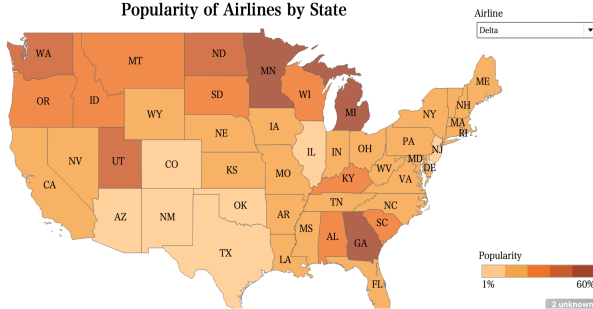 Popularity of Airlines by State
Airline
Delta
WA
MT
ND
MN
OR
ID
SD
WI
MI
WY
NE
IA
NY
NH
ME
MA
RI
NV
UT
CO
KS
IL
IN
OH
PA
NJ
MD
DE
WV
VA
CA
MO
KY
AZ
NM
OK
AR
TN
NC
TX
MS
AL
GA
SC
LA
FL
Popularity
1%
60%
2 unknown